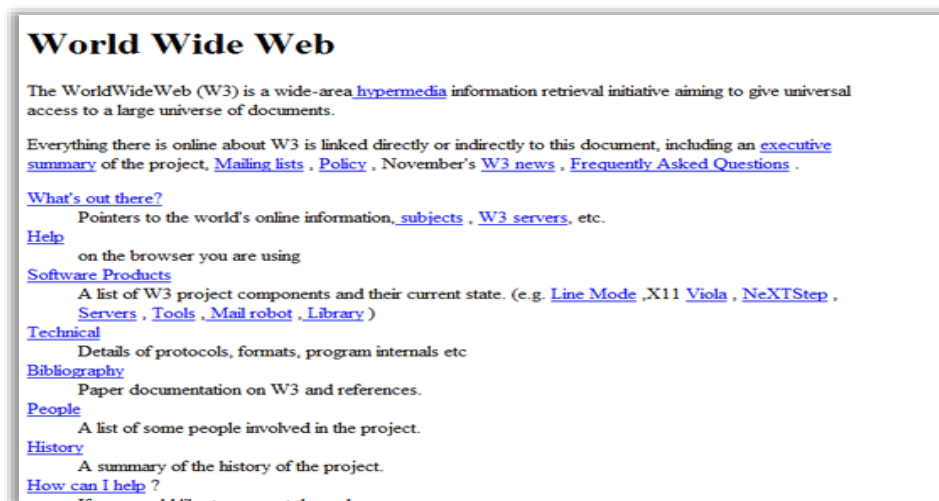 World Wide Web
The WorldWideWeb (W3) is a wide-area hypermedia information retrieval initiative aiming to give universal
access to a large universe of documents.
Everything there is online about W3 is linked directly or indirectly to this document, including an executive
summary of the project, Mailing lists , Policy , November's W3 news , Frequently Asked Questions .
What's out there?
Pointers to the world's online information, subjects , W3 servers, etc.
Help
on the browser you are using
Software Products
A list of W3 project components and their current state. (e.g. Line Mode ,X11 Viola , NeXTStep ,
Servers , Tools , Mail robot , Library )
Technical
Details of protocols, formats, program internals etc
Bibliography
Paper documentation on W3 and references.
People
A list of some people involved in the project.
History
A summary of the history of the project.
How can I help ?